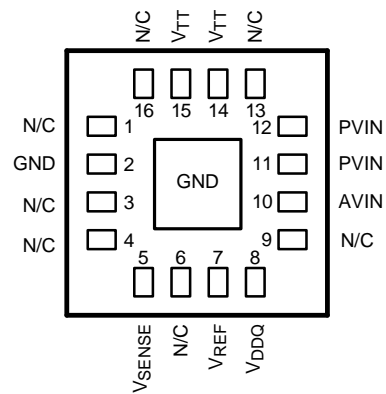 N/C VTT VTT N/C
16 15 14 13
N/C 1 12 PVIN
GND 2 GND 11 PVIN
N/C 3 10 AVIN
N/C 4 9 N/C
5 6 7 8
VSENSE N/C VREF VDDQ